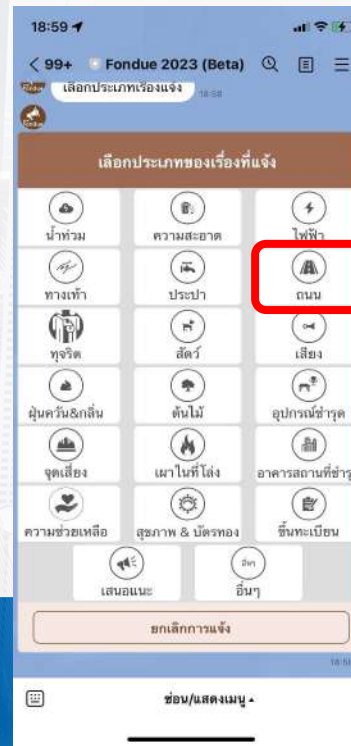 18:59
99+ Fondue 2023 (Beta)
เลือกประเภทเรื่องแจ้ง
18:58
เลือกประเภทของเรื่องที่แจ้ง
น้ำท่วม ความสะอาด ไฟฟ้า
ทางเท้า ประปา ถนน
ทุจริต สัตว์ เสียง
ฝุ่นควัน&กลิ่น ต้นไม้ อุปกรณ์ชำรุด
จุดเสี่ยง เผาในที่โล่ง อาคารสถานที่ชำรุ
ความช่วยเหลือ สุขภาพ & บัตรทอง ขึ้นทะเบียน
อื่นๆ
เสนอแนะ อื่นๆ
ยกเลิกการแจ้ง
ซ่อน/แสดงเมนู